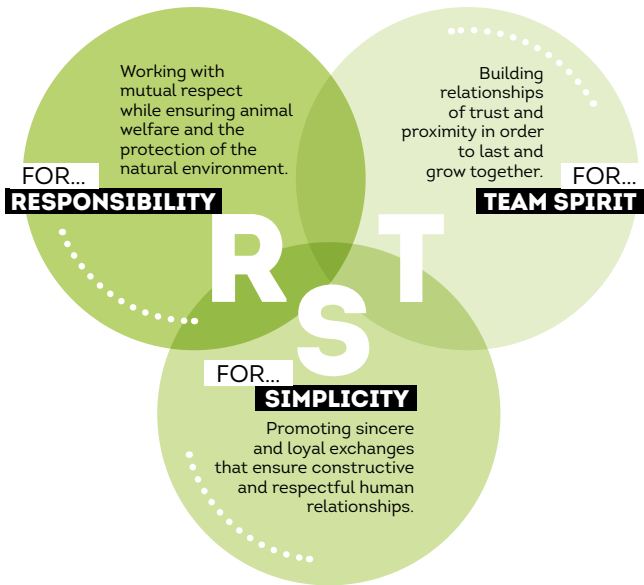 Working with
mutual respect
while ensuring animal
welfare and the
protection of the
natural environment.
FOR...
RESPONSIBILITY
Building
relationships
of trust and
proximity in order
to last and
grow together.
FOR...
TEAM SPIRIT
R
T
S
FOR...
SIMPLICITY
Promoting sincere
and loyal exchanges
that ensure constructive
and respectful human
relationships.